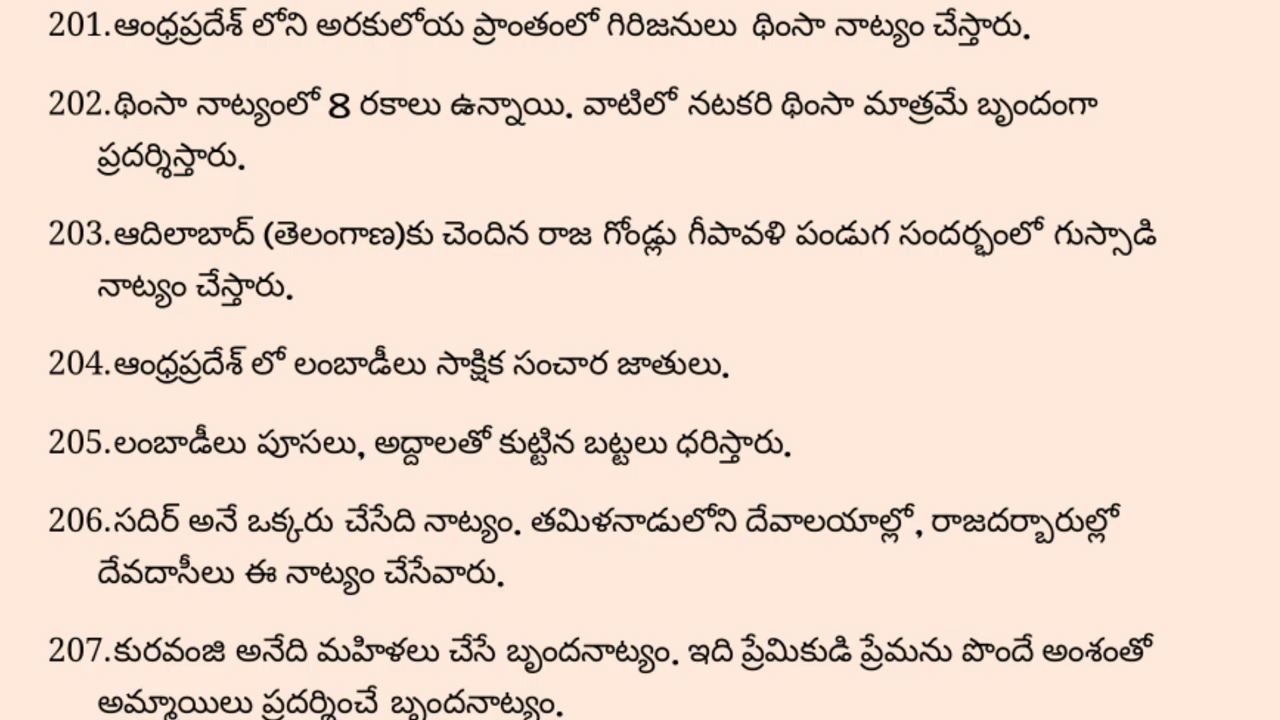 201.ఆంధ్రప్రదేశ్ లోని అరకులోయ ప్రాంతంలో గిరిజనులు థింసా నాట్యం చేస్తారు.
202.థింసా నాట్యంలో 8 రకాలు ఉన్నాయి. వాటిలో నటకరి థింసా మాత్రమే బృందంగా
ప్రదర్శిస్తారు.
203.ఆదిలాబాద్ (తెలంగాణ)కు చెందిన రాజ గోండ్లు గీపావళి పండుగ సందర్భంలో గుస్సాడి
నాట్యం చేస్తారు.
204.ఆంధ్రప్రదేశ్ లో లంబాడీలు సాక్షిక సంచార జాతులు.
205.లంబాడీలు పూసలు, అద్దాలతో కుట్టిన బట్టలు ధరిస్తారు.
206.సదిర్ అనే ఒక్కరు చేసేది నాట్యం. తమిళనాడులోని దేవాలయాల్లో, రాజదర్బారుల్లో
దేవదాసీలు ఈ నాట్యం చేసేవారు.
207.కురవంజి అనేది మహిళలు చేసే బృందనాట్యం. ఇది ప్రేమికుడి ప్రేమను పొందే అంశంతో
అమ్మాయిలు ప్రదర్శించే బృందనాట్యం.